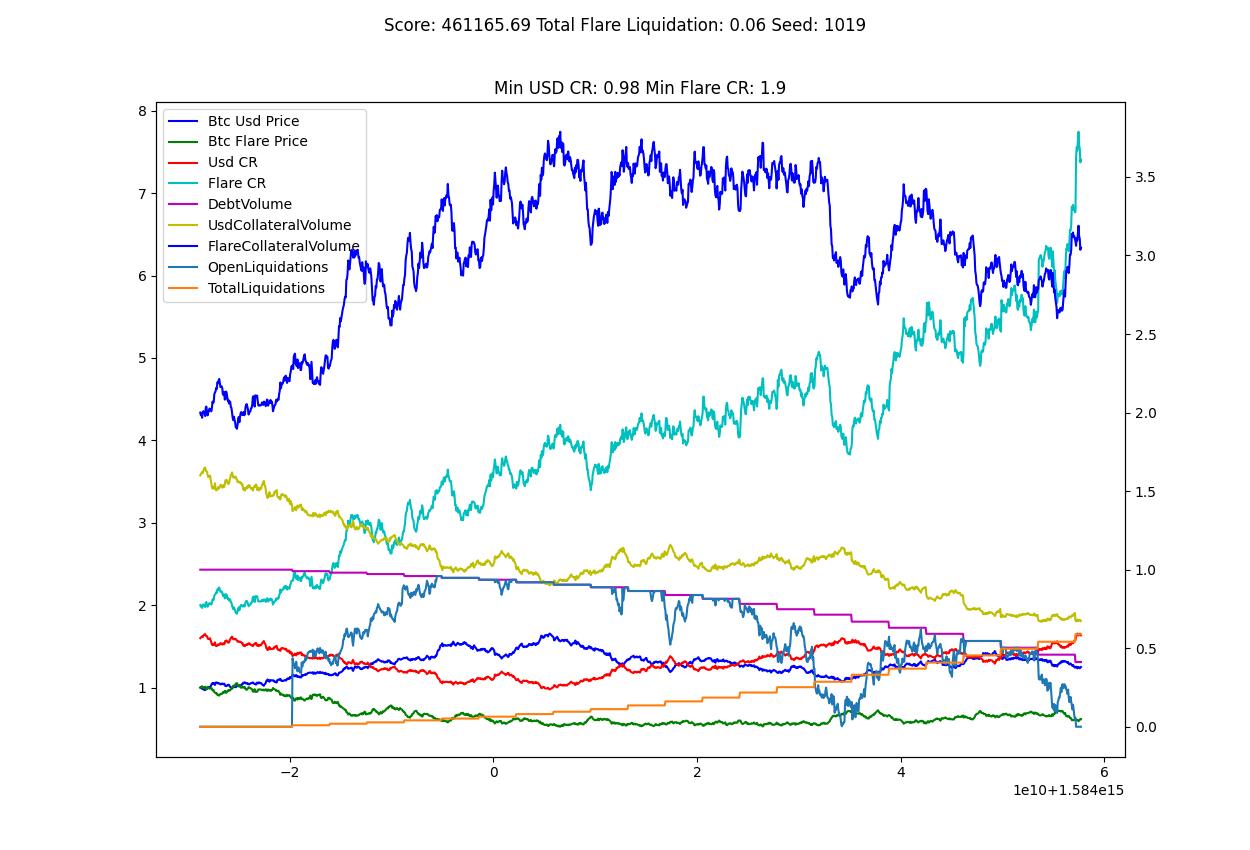 Score: 461165.69 Total Flare Liquidation: 0.06 Seed: 1019
Min USD CR: 0.98 Min Flare CR: 1.9
Btc Usd Price
Btc Flare Price
Usd CR
Flare CR
DebtVolume
UsdCollateralVolume
FlareCollateralVolume
OpenLiquidations
TotalLiquidations
8
7
6
5
4
3
2
1
3.5
3.0
2.5
2.0
1.5
1.0
0.5
0.0
−2 0 2 4 6
1e10+1.584e15